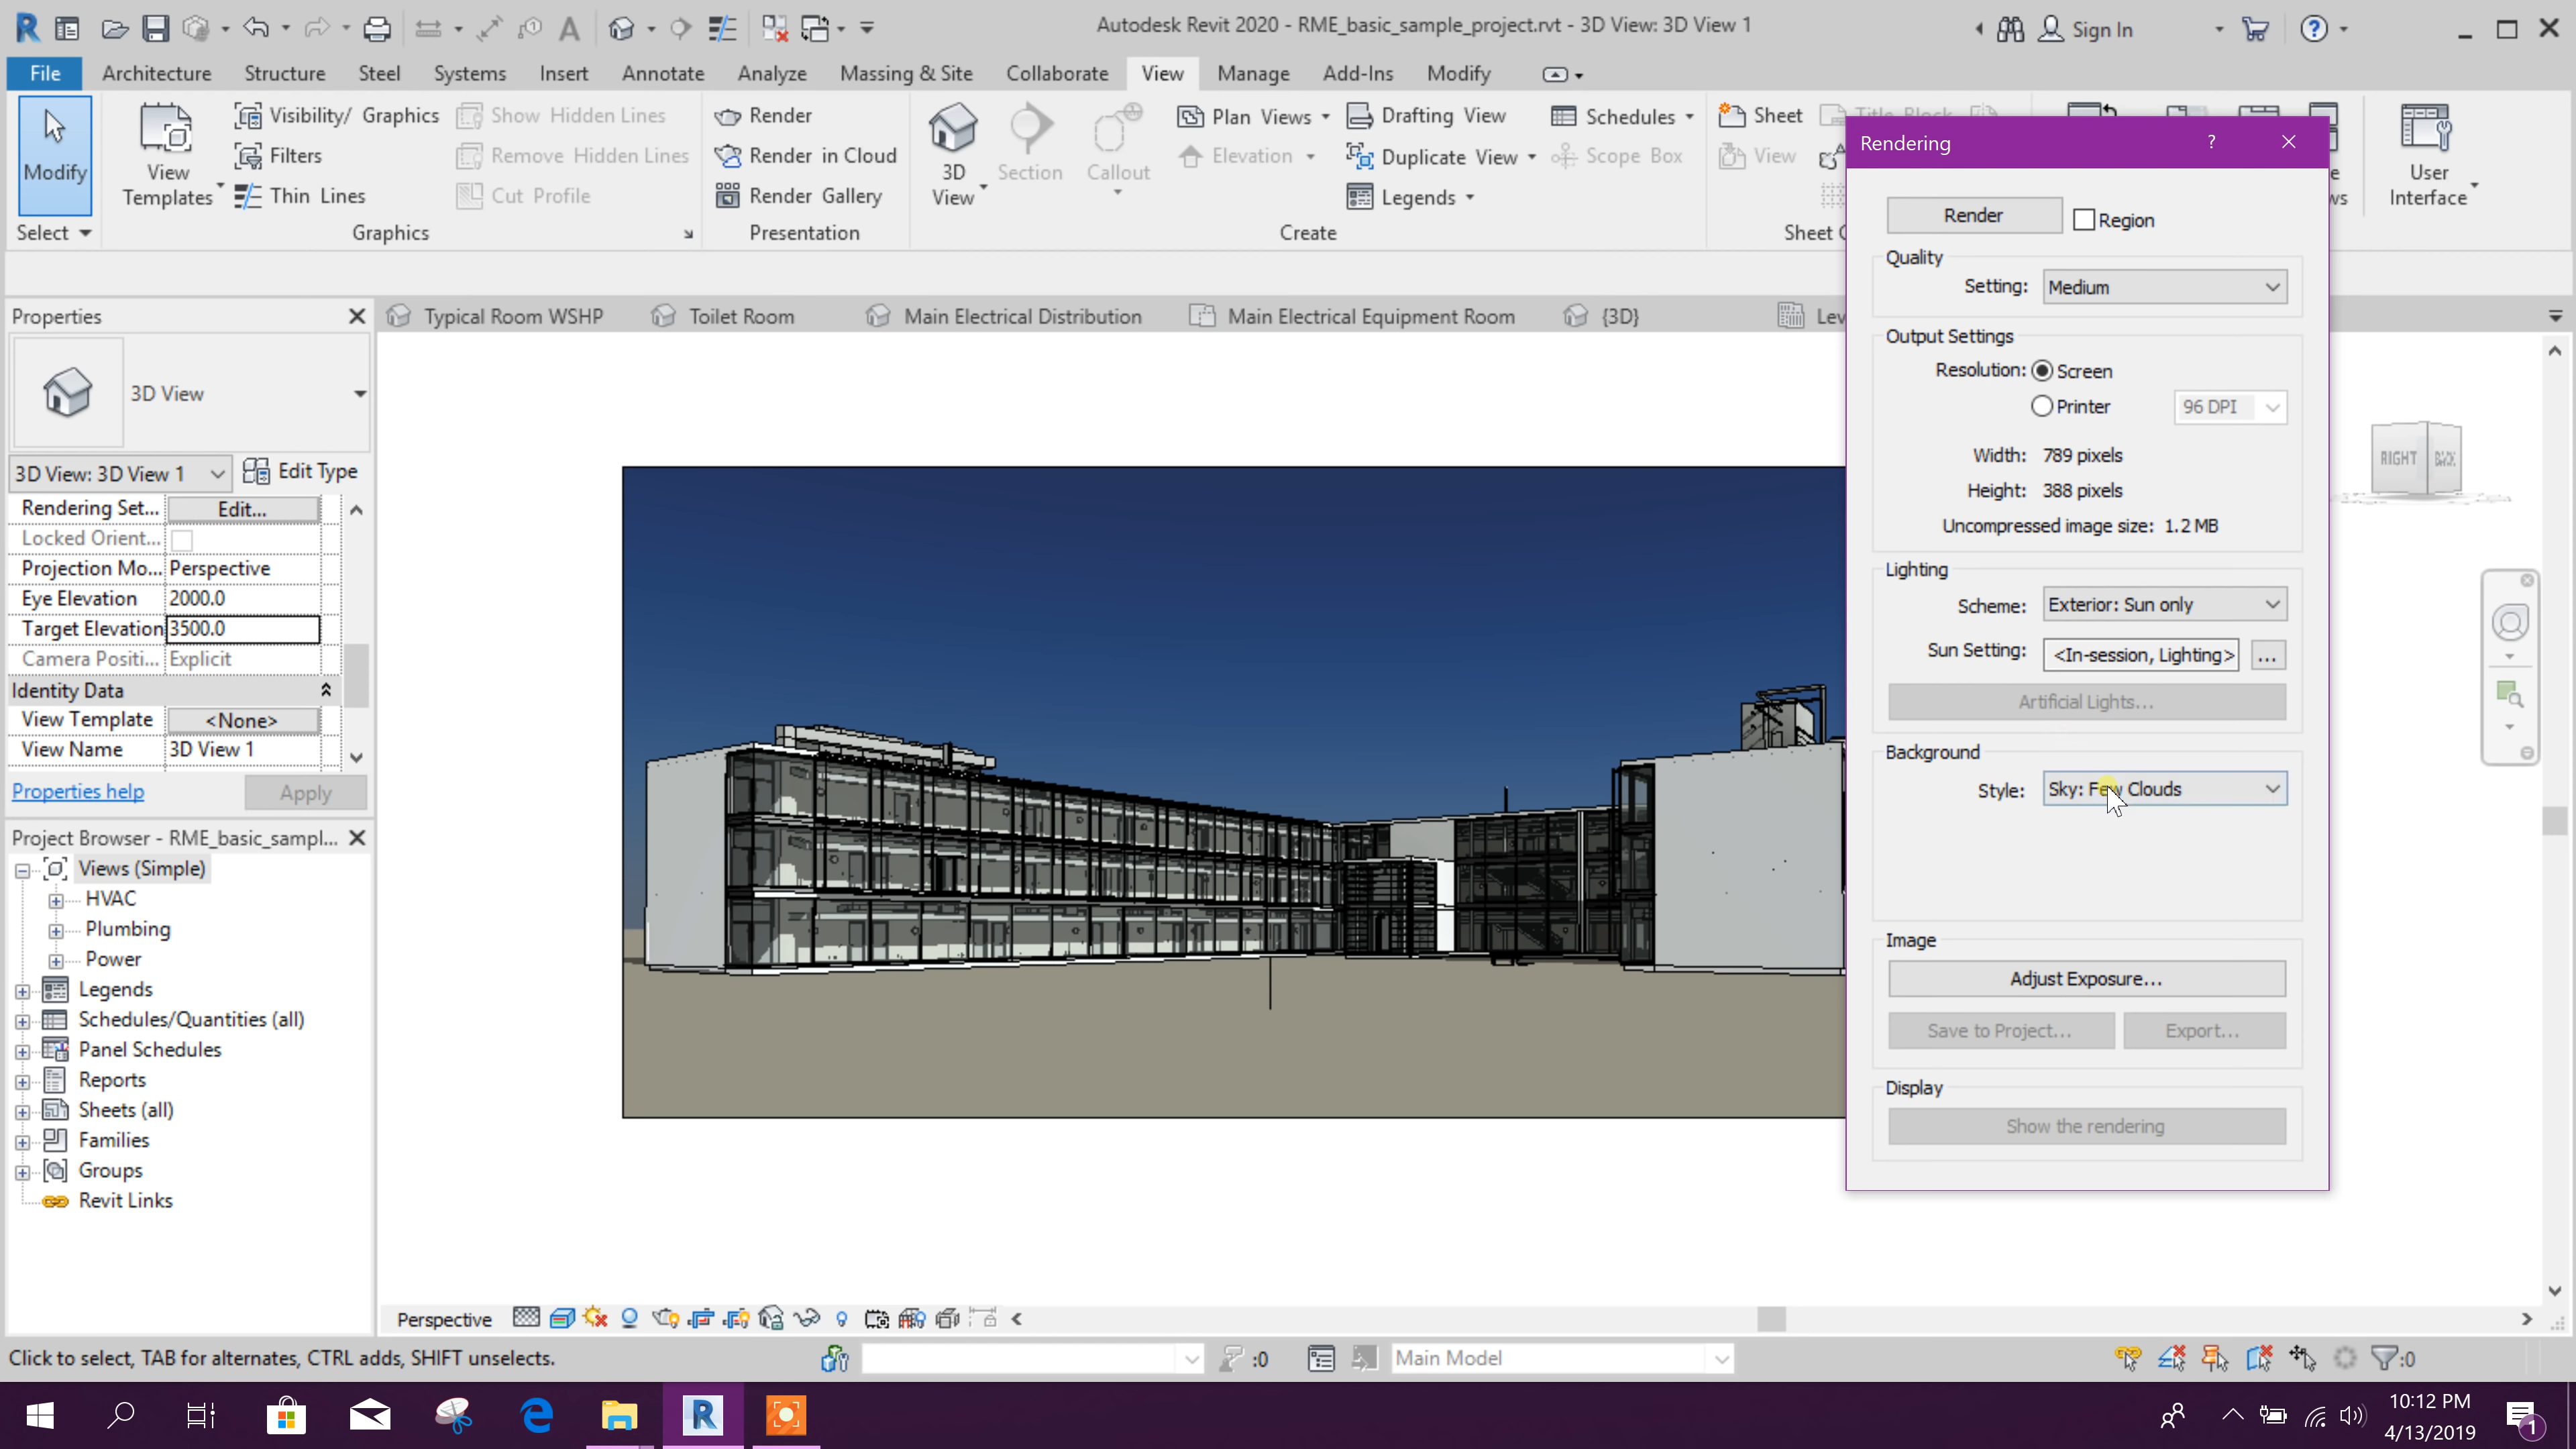 Autodesk Revit 2020 - RME_basic_sample_project.rvt - 3D View: 3D View 1
Sign In
File Architecture Structure Steel Systems Insert Annotate Analyze Massing & Site Collaborate View Manage Add-Ins Modify
Modify
Select
View Templates
Visibility/ Graphics
Filters
Thin Lines
Show Hidden Lines
Remove Hidden Lines
Cut Profile
Graphics
Render
Render in Cloud
Render Gallery
Presentation
3D View
Section
Callout
Plan Views
Elevation
Drafting View
Duplicate View
Legends
Schedules
Scope Box
Create
Sheet
View
Title Block
Sheet
User Interface
Properties
3D View
3D View: 3D View 1
Edit Type
Rendering Set... Edit...
Locked Orient...
Projection Mo... Perspective
Eye Elevation 2000.0
Target Elevation 3500.0
Camera Positi... Explicit
Identity Data
View Template <None>
View Name 3D View 1
Properties help
Apply
Project Browser - RME_basic_sampl...
Views (Simple)
HVAC
Plumbing
Power
Legends
Schedules/Quantities (all)
Panel Schedules
Reports
Sheets (all)
Families
Groups
Revit Links
Typical Room WSHP
Toilet Room
Main Electrical Distribution
Main Electrical Equipment Room
{3D}
Lev
RIGHT
BACK
Rendering
?
Render
Region
Quality
Setting: Medium
Output Settings
Resolution: Screen
Printer 96 DPI
Width: 789 pixels
Height: 388 pixels
Uncompressed image size: 1.2 MB
Lighting
Scheme: Exterior: Sun only
Sun Setting: <In-session, Lighting> ...
Artificial Lights...
Background
Style: Sky: Few Clouds
Image
Adjust Exposure...
Save to Project... Export...
Display
Show the rendering
Perspective
Click to select, TAB for alternates, CTRL adds, SHIFT unselects.
:0
Main Model
:0
10:12 PM
4/13/2019
1